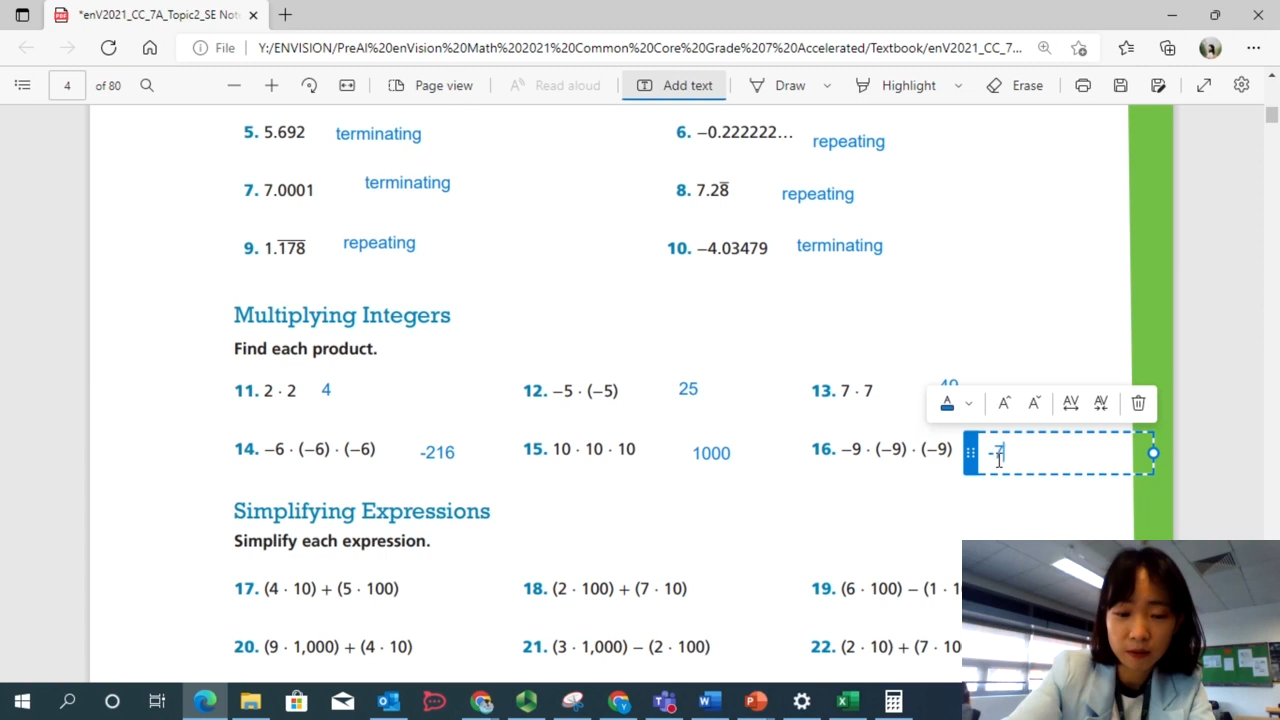 *enV2021_CC_7A_Topic2_SE Not
File Y:/ENVISION/PreAI%20enVision%20Math%202021%20Common%20Core%20Grade%207%20Accelerated/Textbook/enV2021_CC_7...
4 of 80 Page view Read aloud Add text Draw Highlight Erase
5. 5.692 terminating 6. −0.222222... repeating
7. 7.0001 terminating 8. 7.28̅ repeating
9. 1.1̅7̅8̅ repeating 10. −4.03479 terminating
Multiplying Integers
Find each product.
11. 2 · 2 4 12. −5 · (−5) 25 13. 7 · 7
14. −6 · (−6) · (−6) -216 15. 10 · 10 · 10 1000 16. −9 · (−9) · (−9) -7
Simplifying Expressions
Simplify each expression.
17. (4 · 10) + (5 · 100) 18. (2 · 100) + (7 · 10) 19. (6 · 100) − (1 · 1
20. (9 · 1,000) + (4 · 10) 21. (3 · 1,000) − (2 · 100) 22. (2 · 10) + (7 · 10